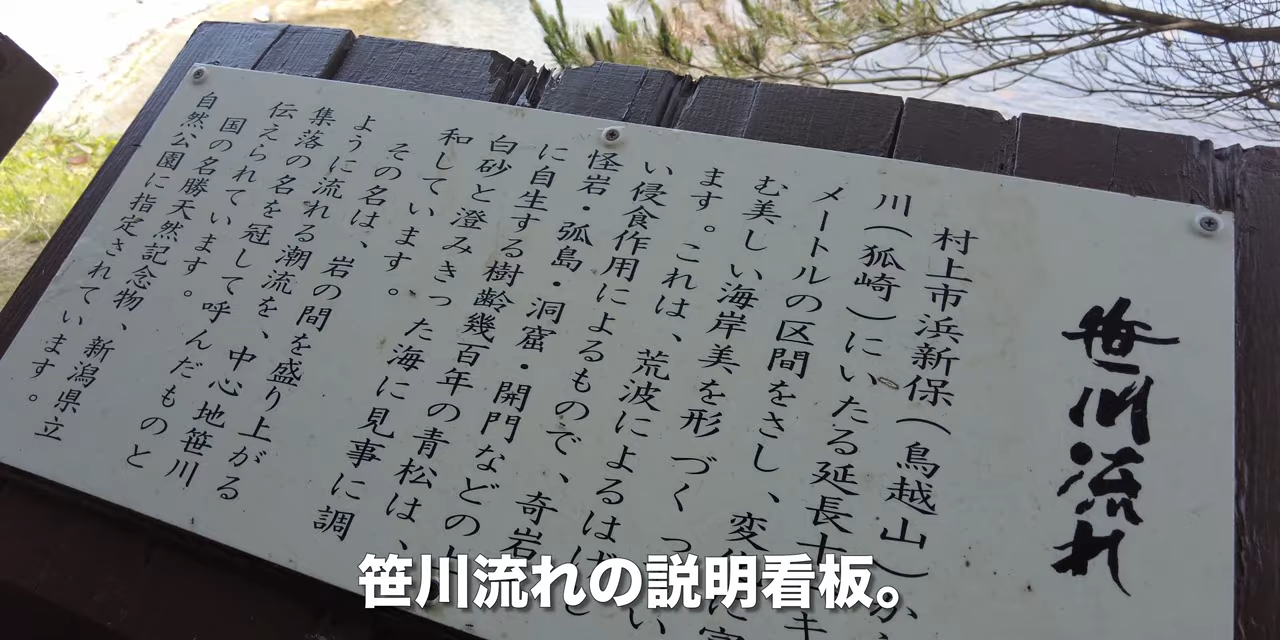 笹川流れ
村上市浜新保(鳥越山)か
川(狐崎)にいたる延長十
メートルの区間をさし、変
む美しい海岸美を形づくっ
ます。これは、荒波によるはげ
い侵食作用によるもので、奇岩
怪岩・弧島・洞窟・開門などの
に自生する樹齢幾百年の青松は、
白砂と澄みきった海に見事に調
和しています。
その名は、岩の間を盛り上がる
ように流れる潮流を、中心地笹川
集落の名を冠して呼んだものと
伝えられています。
国の名勝天然記念物、新潟県立
自然公園に指定されています。
笹川流れの説明看板。